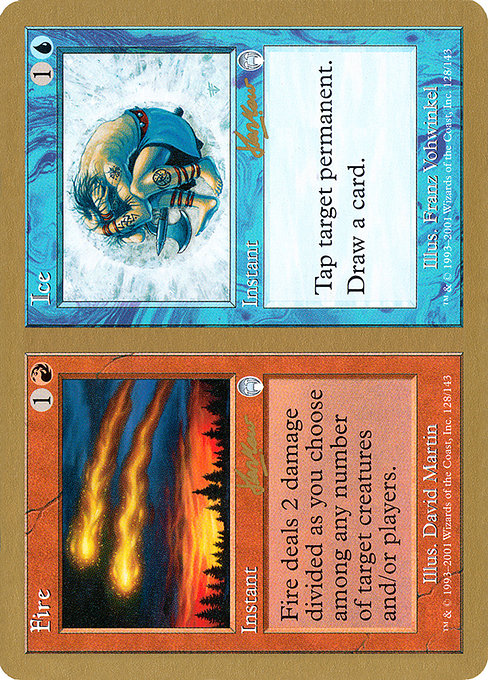 Fire 1
Instant
Fire deals 2 damage
divided as you choose
among any number
of target creatures
and/or players.
Illus. David Martin
™ & © 1993-2001 Wizards of the Coast, Inc. 128/143
Ice 1
Instant
Tap target permanent.
Draw a card.
Illus. Franz Vohwinkel
™ & © 1993-2001 Wizards of the Coast, Inc. 128/143